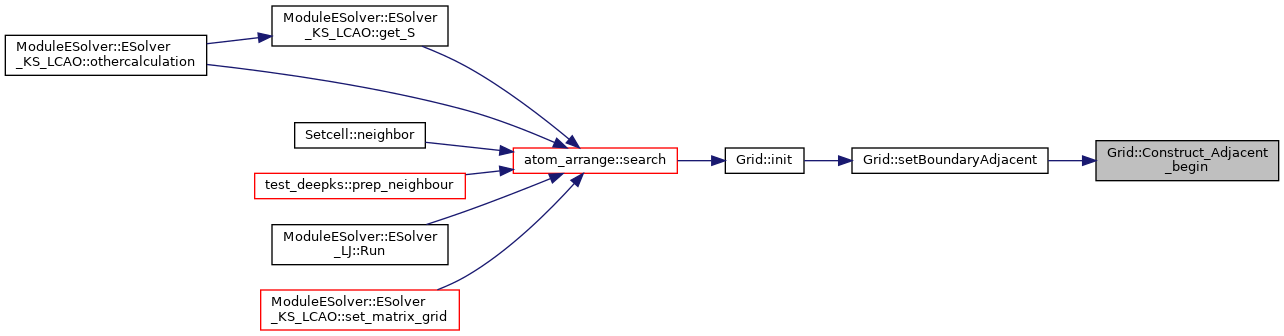 ModuleESolver::ESolver
_KS_LCAO::get_S
ModuleESolver::ESolver
_KS_LCAO::othercalculation
Setcell::neighbor
atom_arrange::search
Grid::init
Grid::setBoundaryAdjacent
Grid::Construct_Adjacent
_begin
test_deepks::prep_neighbour
ModuleESolver::ESolver
_LJ::Run
ModuleESolver::ESolver
_KS_LCAO::set_matrix_grid